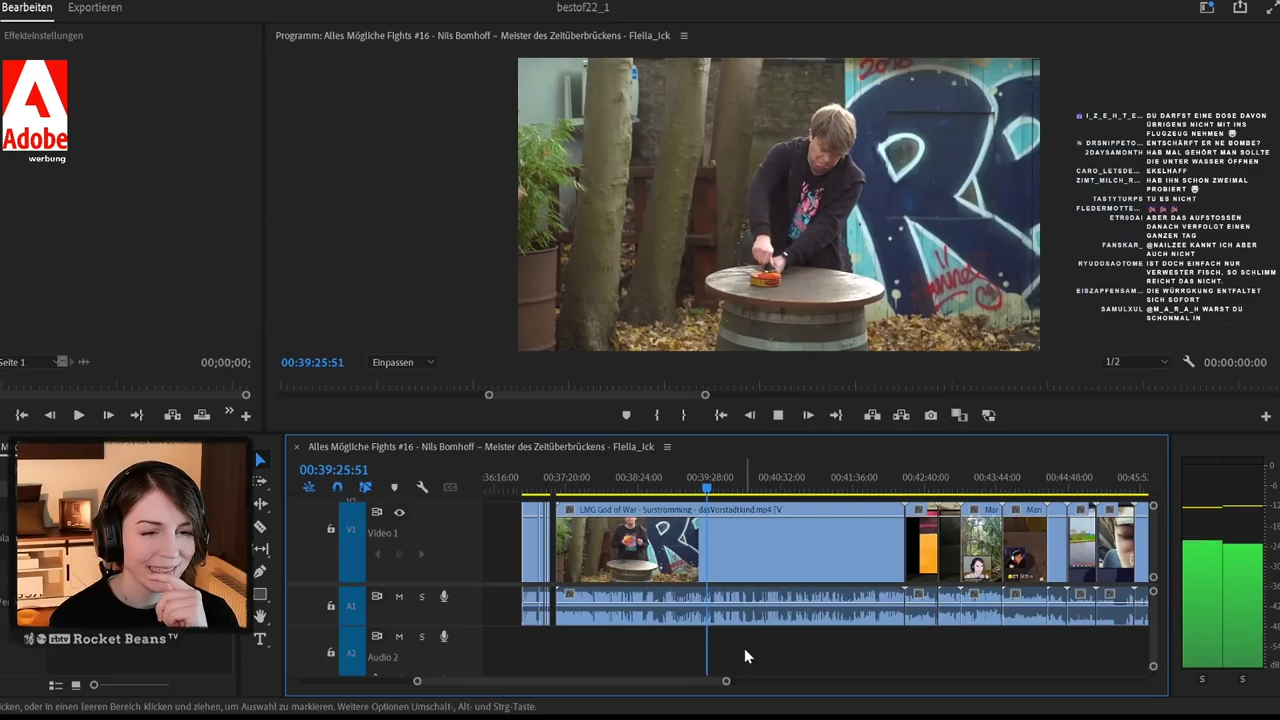 Bearbeiten
Exportieren
bestof22_1
Effekteinstellungen
Programm: Alles Mögliche Fights #16 - Nils Bomhoff – Meister des Zeitüberbrückens - Flella_Ick
Adobe
werbung
2016
I_Z_E_H_T_E...
DU DARFST EINE DOSE DAVON
ÜBRIGENS NICHT MIT INS
FLUGZEUG NEHMEN
DRSNIPPETO...
ENTSCHÄRFT ER NE BOMBE?
2DAYSAMONTH
HAB MAL GEHÖRT MAN SOLLTE
DIE UNTER WASSER ÖFFNEN
CARO_LETSDE...
EKELHAFF
ZIMT_MILCH_R...
HAB IHN SCHON ZWEIMAL
PROBIERT
TASTYTURPS
TU ES NICHT
FLEDERMOTTE...
ETR0DAI
ABER DAS AUFSTOSSEN
DANACH VERFOLGT EINEN
GANZEN TAG
FANSKAR_
@NAILZEE KANNT ICH ABER
AUCH NICHT
RYUDOSAOTOME
IST DOCH EINFACH NUR
VERWESTER FISCH, SO SCHLIMM
REICHT DAS NICHT.
EISZAPFENSAM...
DIE WÜRRGKUNG ENTFALTET
SICH SOFORT
SAMULXUL
@M_A_R_A_H WARST DU
SCHONMAL IN
Hannes
Seite 1
00;00;00;
00:39:25:51
Einpassen
1/2
00:00:00:00
× Alles Mögliche Fights #16 - Nils Bomhoff – Meister des Zeitüberbrückens - Flella_Ick
00:39:25:51
:36:16:00
00:37:20:00
00:38:24:00
00:39:28:00
00:40:32:00
00:41:36:00
00:42:40:00
00:43:44:00
00:44:48:00
00:45:5
LMG God of War - Surströmming - dasVorstadtkind.mp4 [V
Mar
Man
V1
Video 1
A1
M
S
A2
M
S
Audio 2
rbtv Rocket Beans TV
0
S
S
icken, oder in einen leeren Bereich klicken und ziehen, um Auswahl zu markieren. Weitere Optionen Umschalt-, Alt- und Strg-Taste.